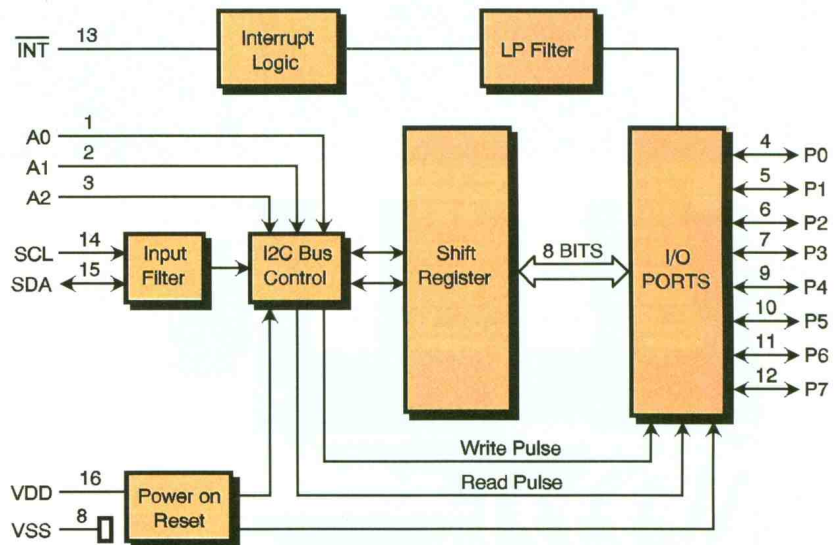 INT 13
Interrupt
Logic
LP Filter
A0 1
A1 2
A2 3
SCL 14
SDA 15
Input
Filter
I2C Bus
Control
Shift
Register
8 BITS
I/O
PORTS
4 P0
5 P1
6 P2
7 P3
9 P4
10 P5
11 P6
12 P7
Write Pulse
Read Pulse
VDD 16
VSS 8
Power on
Reset